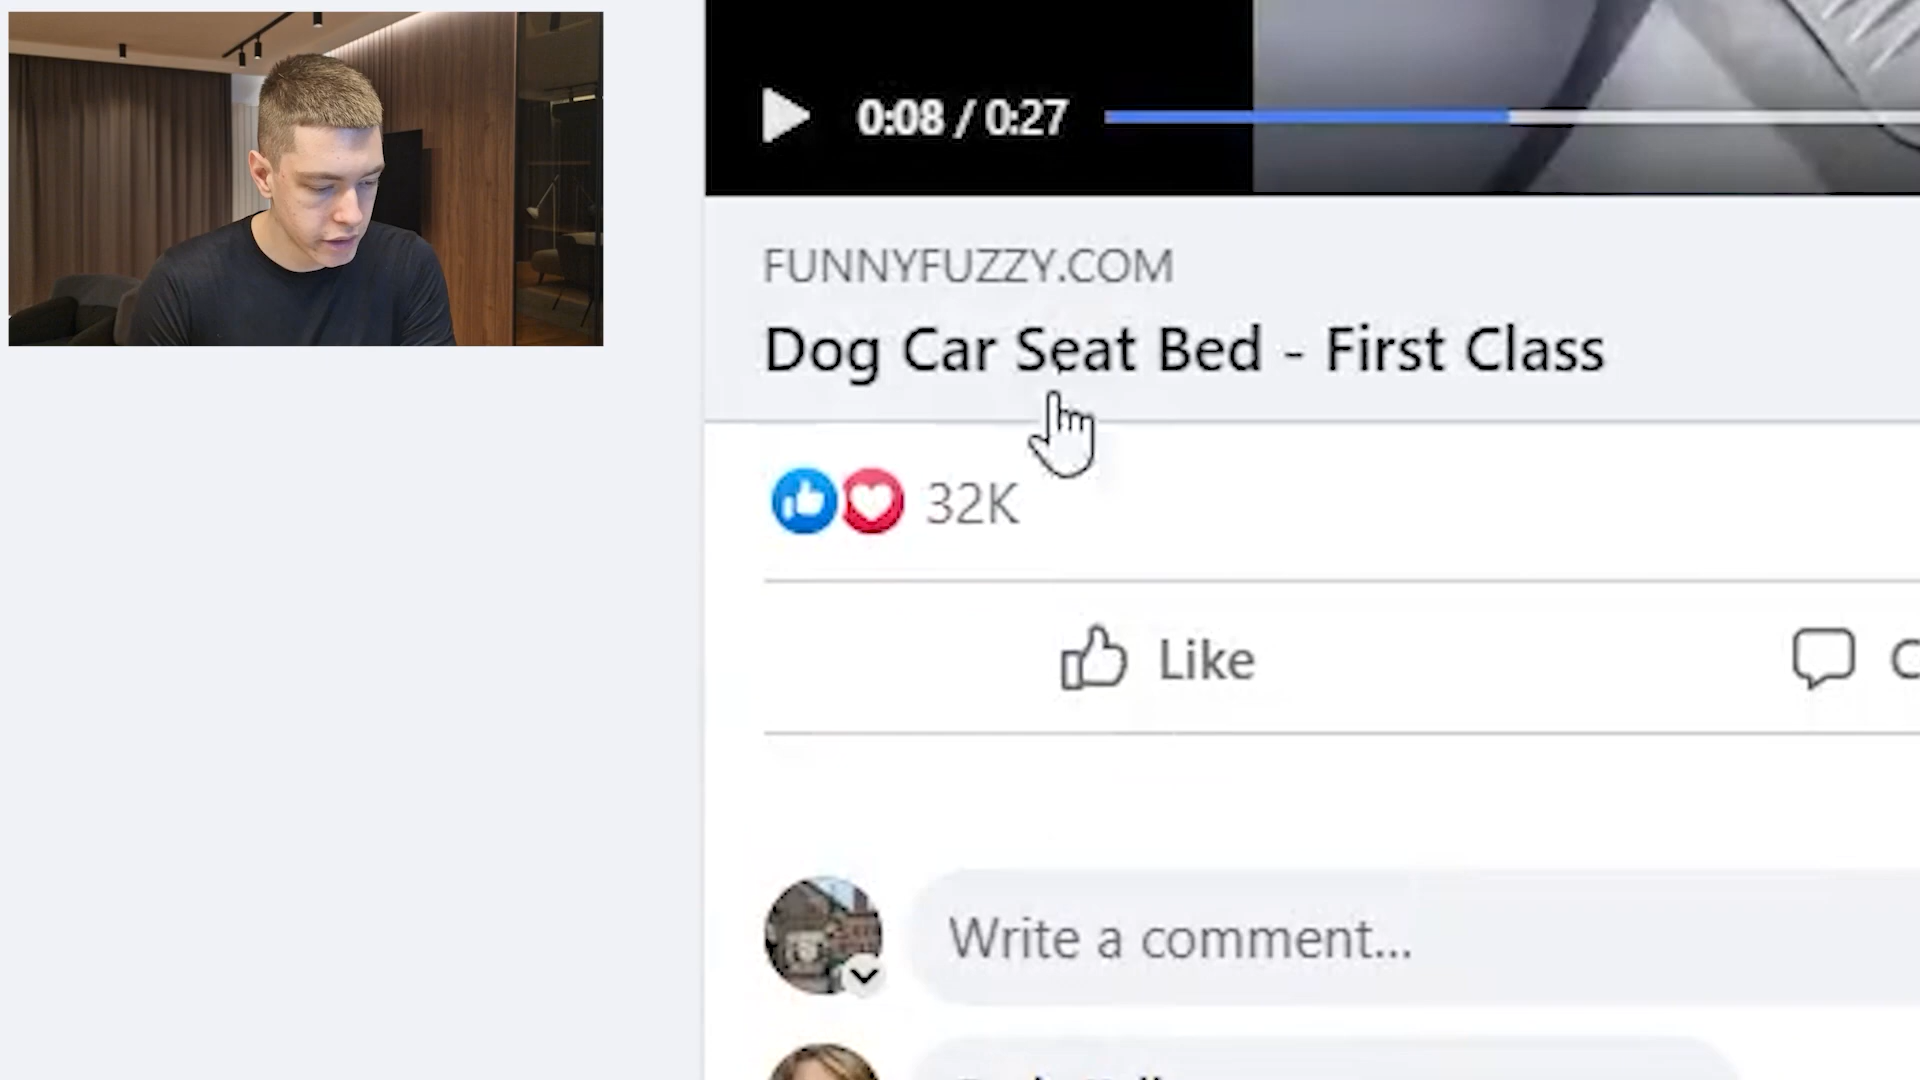 0:08 / 0:27
FUNNYFUZZY.COM
Dog Car Seat Bed - First Class
32K
Like
Write a comment...